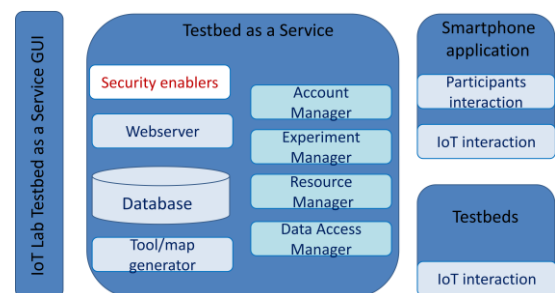 IoT Lab Testbed as a Service GUI
Testbed as a Service
Security enablers
Webserver
Database
Tool/map
generator
Account
Manager
Experiment
Manager
Resource
Manager
Data Access
Manager
Smartphone
application
Participants
interaction
IoT interaction
Testbeds
IoT interaction